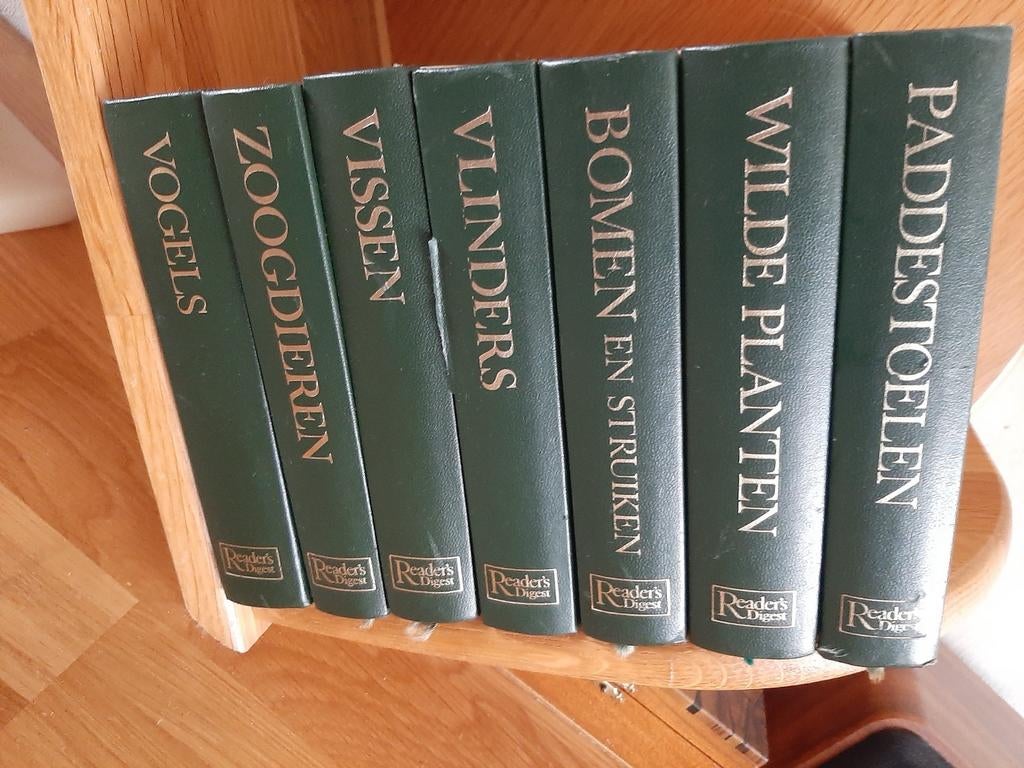 VOGELS
Reader's
Digest
ZOOGDIEREN
Reader's
Digest
VISSEN
Reader's
Digest
VLINDERS
Reader's
Digest
BOMEN EN STRUIKEN
Reader's
Digest
WILDE PLANTEN
Reader's
Digest
PADDESTOELEN
Reader's
Digest